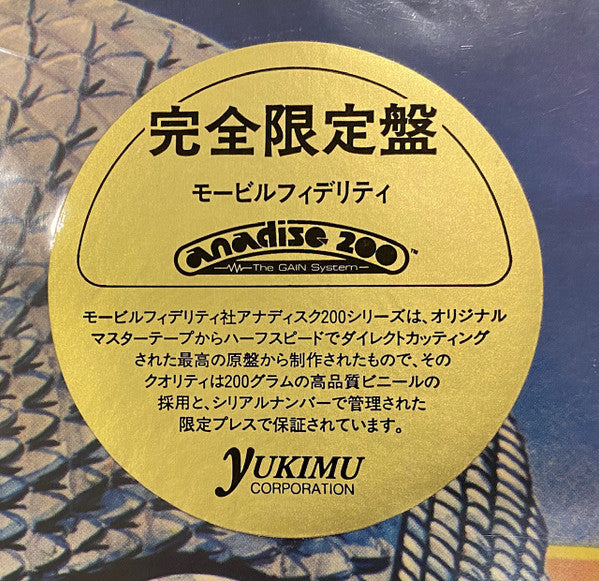 完全限定盤
モービルフィデリティ
anadisc 200™
The GAIN System
モービルフィデリティ社アナディスク200シリーズは、オリジナル
マスターテープからハーフスピードでダイレクトカッティング
された最高の原盤から制作されたもので、その
クオリティは200グラムの高品質ビニールの
採用と、シリアルナンバーで管理された
限定プレスで保証されています。
YUKIMU
CORPORATION